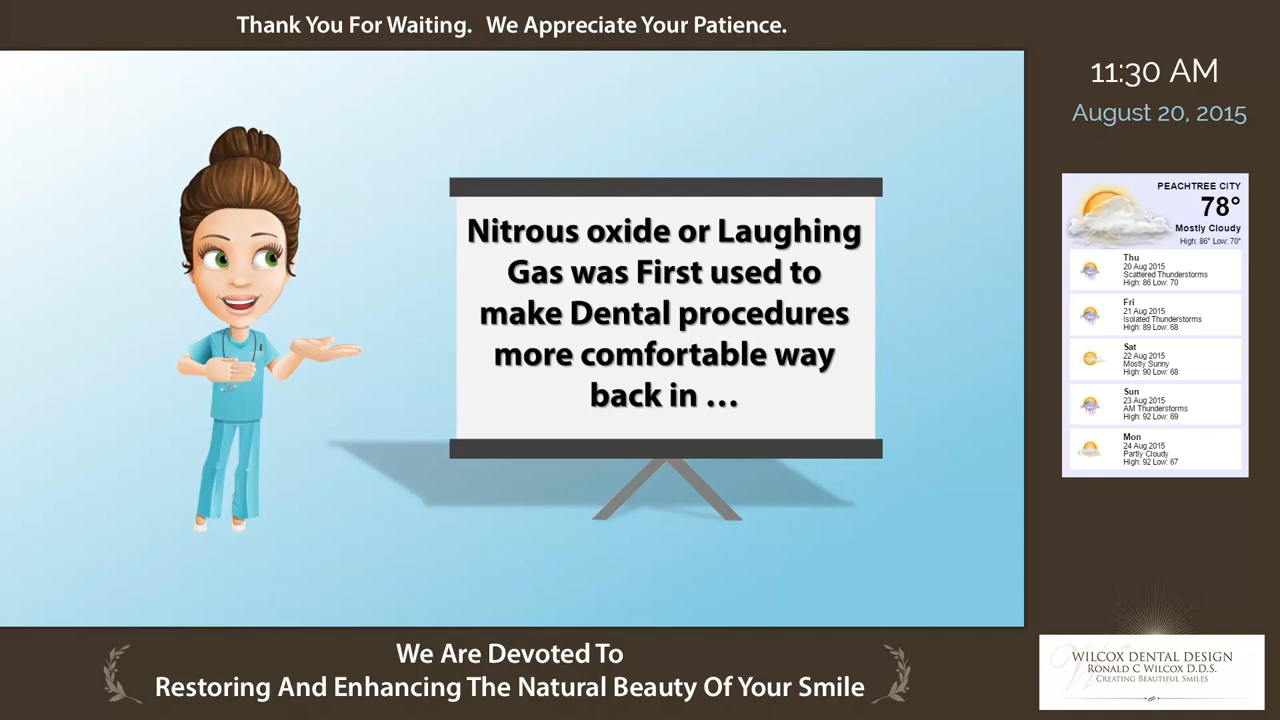 Thank You For Waiting. We Appreciate Your Patience.
Nitrous oxide or Laughing
Gas was First used to
make Dental procedures
more comfortable way
back in …
We Are Devoted To
Restoring And Enhancing The Natural Beauty Of Your Smile
11:30 AM
August 20, 2015
PEACHTREE CITY
78°
Mostly Cloudy
High: 86° Low: 70°
Thu
20 Aug 2015
Scattered Thunderstorms
High: 86 Low: 70
Fri
21 Aug 2015
Isolated Thunderstorms
High: 89 Low: 68
Sat
22 Aug 2015
Mostly Sunny
High: 90 Low: 68
Sun
23 Aug 2015
AM Thunderstorms
High: 92 Low: 69
Mon
24 Aug 2015
Partly Cloudy
High: 92 Low: 67
W
WILCOX DENTAL DESIGN
RONALD C WILCOX D.D.S.
CREATING BEAUTIFUL SMILES